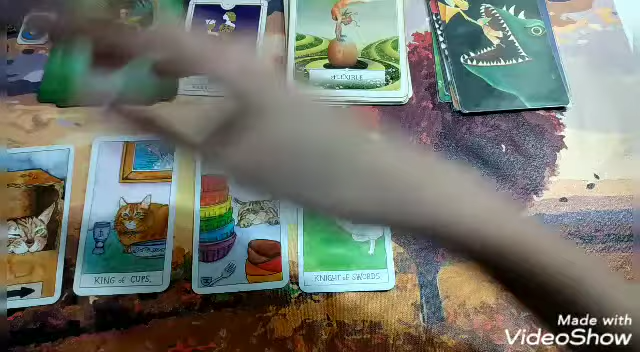 FLEXIBLE
KING of CUPS.
KNIGHT of SWORDS.
Made with
VideoShow